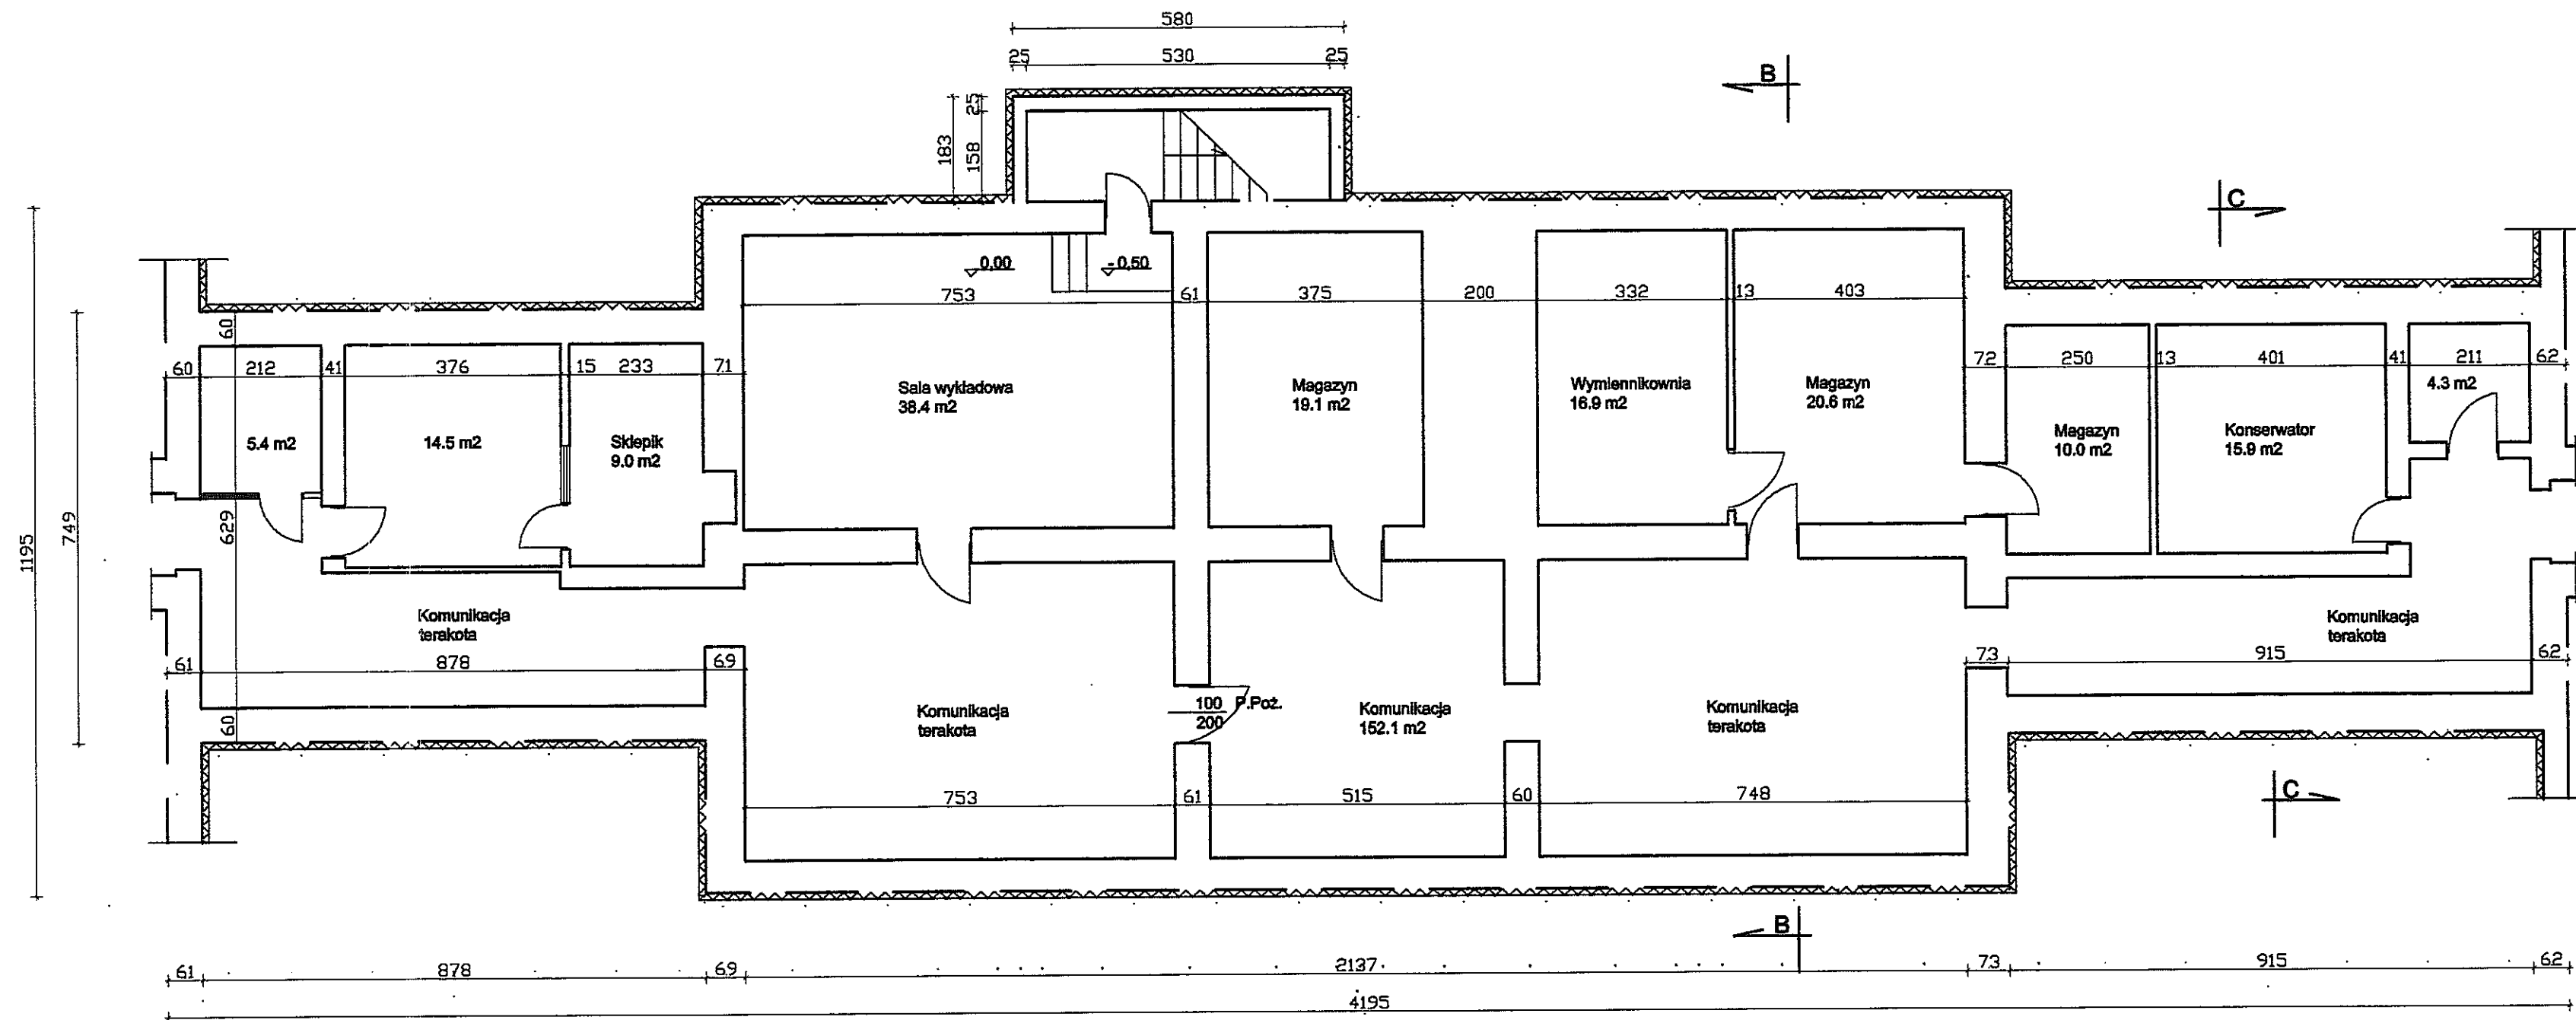 580
25 530 25
B
183
158
25
C
0,00
- 0,50
753 61 375 200 332 13 403
60
60 212 41 376 15 233 71
72 250 13 401 41 211 62
Sala wykładowa
38.4 m2
Magazyn
19.1 m2
Wymiennikownia
16.9 m2
Magazyn
20.6 m2
4.3 m2
5.4 m2
14.5 m2
Sklepik
9.0 m2
Magazyn
10.0 m2
Konserwator
15.9 m2
1195
749
629
60
Komunikacja
terakota
Komunikacja
terakota
61 878 69
73 915 62
100 P.Poż.
200
Komunikacja
terakota
Komunikacja
152.1 m2
Komunikacja
terakota
753 61 515 60 748
C
B
61 878 69 2137 73 915 62
4195